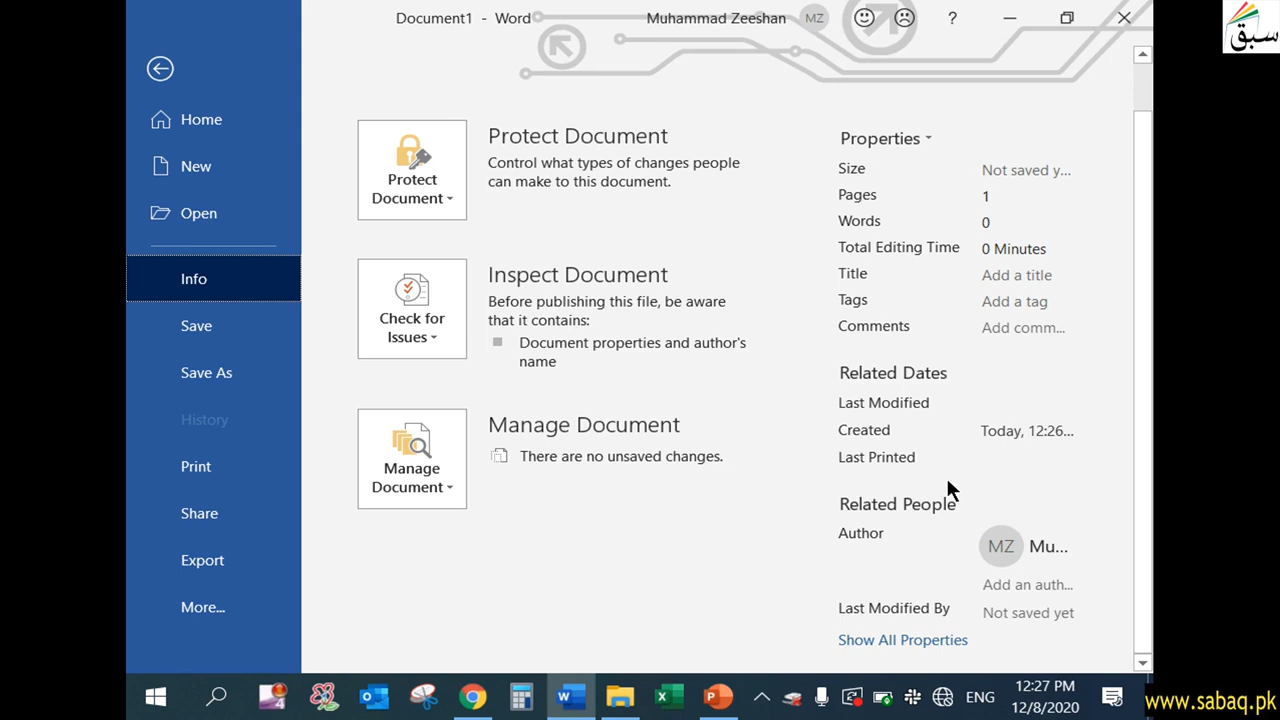 Document1 - Word
Muhammad Zeeshan
MZ
?
سبق
Home
New
Open
Info
Save
Save As
History
Print
Share
Export
More...
Protect Document
Protect Document
Control what types of changes people
can make to this document.
Check for
Issues
Inspect Document
Before publishing this file, be aware
that it contains:
Document properties and author's
name
Manage
Document
Manage Document
There are no unsaved changes.
Properties
Size Not saved y...
Pages 1
Words 0
Total Editing Time 0 Minutes
Title Add a title
Tags Add a tag
Comments Add comm...
Related Dates
Last Modified
Created Today, 12:26...
Last Printed
Related People
Author
MZ Mu...
Add an auth...
Last Modified By Not saved yet
Show All Properties
ENG
12:27 PM
12/8/2020
www.sabaq.pk